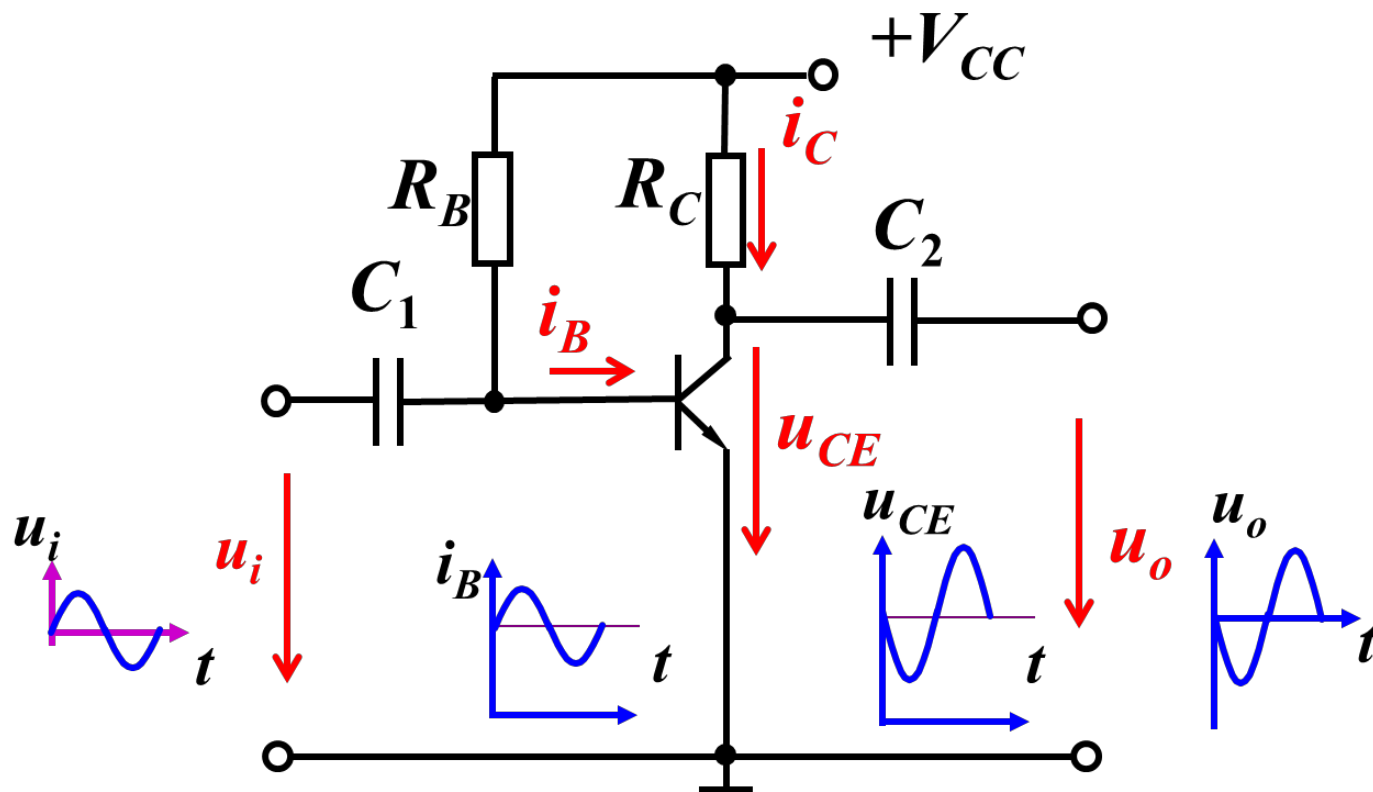 +V_CC
i_C
R_B
R_C
C_2
C_1
i_B
u_CE
u_CE
u_o
u_i
u_i
i_B
u_o
t
t
t
t